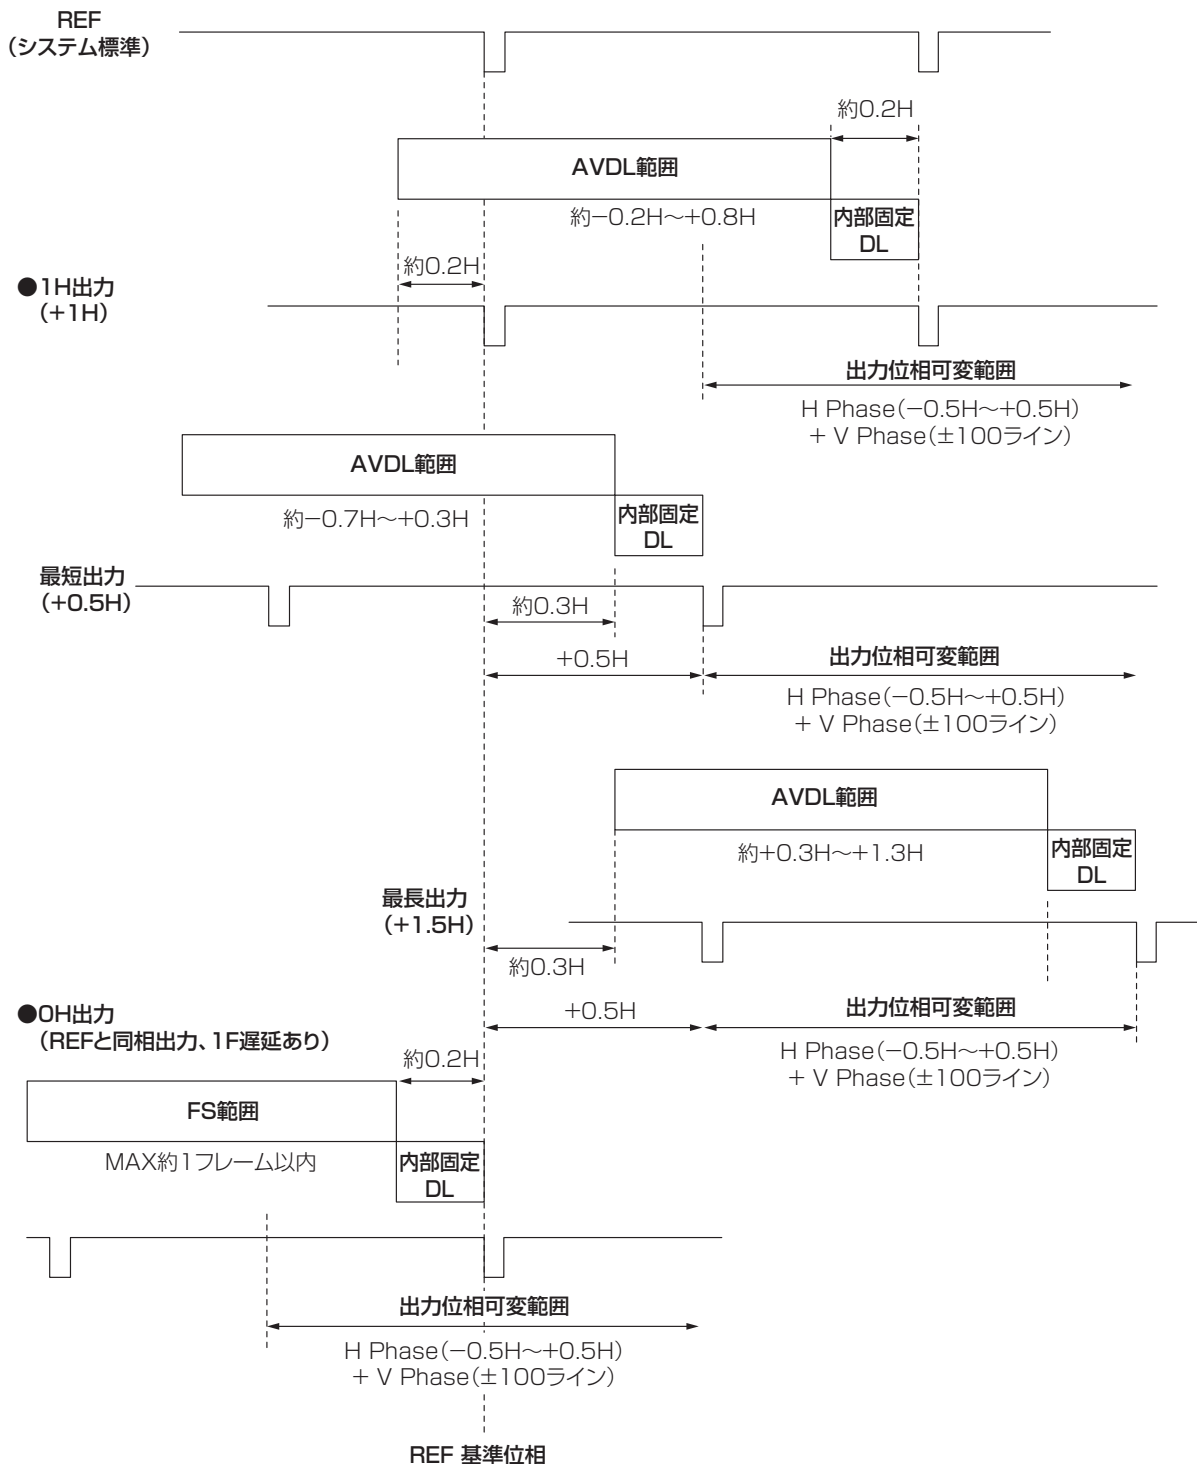 REF
(システム標準)
約0.2H
AVDL範囲
約−0.2H〜+0.8H
内部固定
DL
約0.2H
●1H出力
(+1H)
出力位相可変範囲
H Phase(−0.5H〜+0.5H)
+ V Phase(±100ライン)
AVDL範囲
約−0.7H〜+0.3H
内部固定
DL
最短出力
(+0.5H)
約0.3H
+0.5H
出力位相可変範囲
H Phase(−0.5H〜+0.5H)
+ V Phase(±100ライン)
AVDL範囲
約+0.3H〜+1.3H
内部固定
DL
最長出力
(+1.5H)
約0.3H
+0.5H
出力位相可変範囲
H Phase(−0.5H〜+0.5H)
+ V Phase(±100ライン)
●0H出力
(REFと同相出力、1F遅延あり)
約0.2H
FS範囲
MAX約1フレーム以内
内部固定
DL
出力位相可変範囲
H Phase(−0.5H〜+0.5H)
+ V Phase(±100ライン)
REF 基準位相